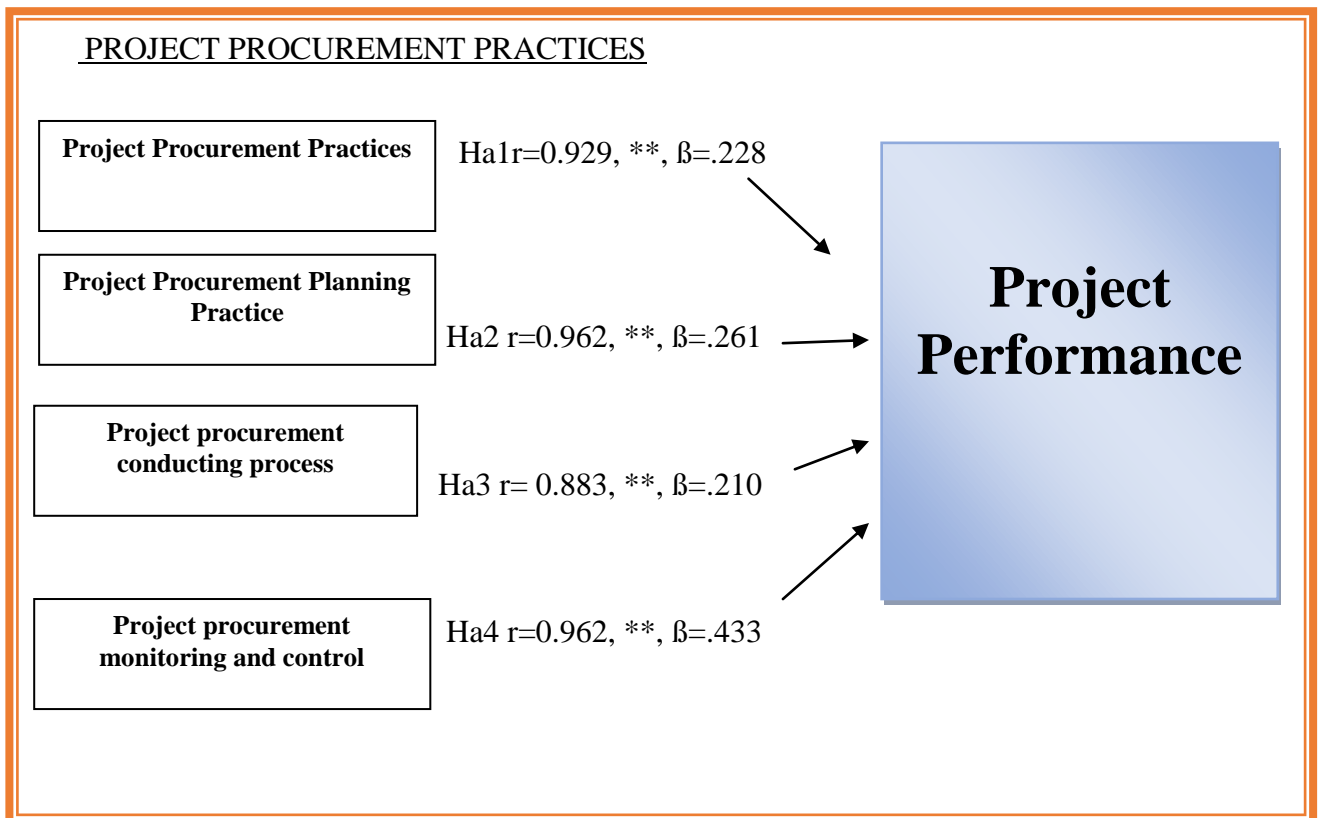 PROJECT PROCUREMENT PRACTICES
Project Procurement Practices
Ha1r=0.929, **, ß=.228
Project Procurement Planning
Practice
Ha2 r=0.962, **, ß=.261
Project procurement
conducting process
Ha3 r= 0.883, **, ß=.210
Project procurement
monitoring and control
Ha4 r=0.962, **, ß=.433
Project
Performance